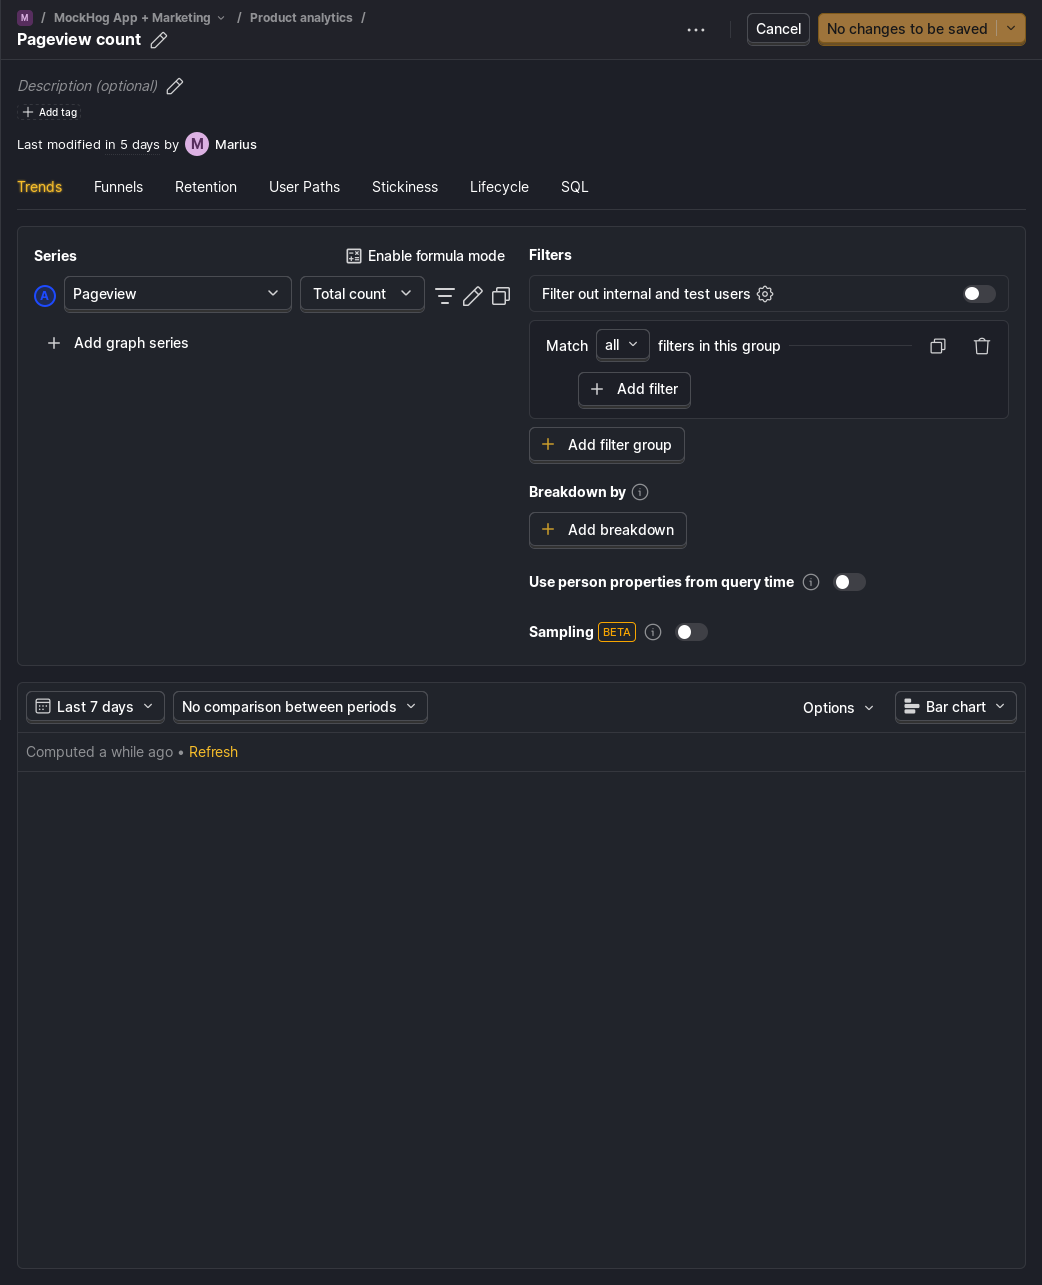 M / MockHog App + Marketing / Product analytics /
Pageview count
Cancel
No changes to be saved
Description (optional)
Add tag
Last modified in 5 days by M Marius
Trends Funnels Retention User Paths Stickiness Lifecycle SQL
Series
Enable formula mode
A Pageview Total count
Add graph series
Filters
Filter out internal and test users
Match all filters in this group
Add filter
Add filter group
Breakdown by
Add breakdown
Use person properties from query time
Sampling BETA
Last 7 days No comparison between periods Options Bar chart
Computed a while ago • Refresh